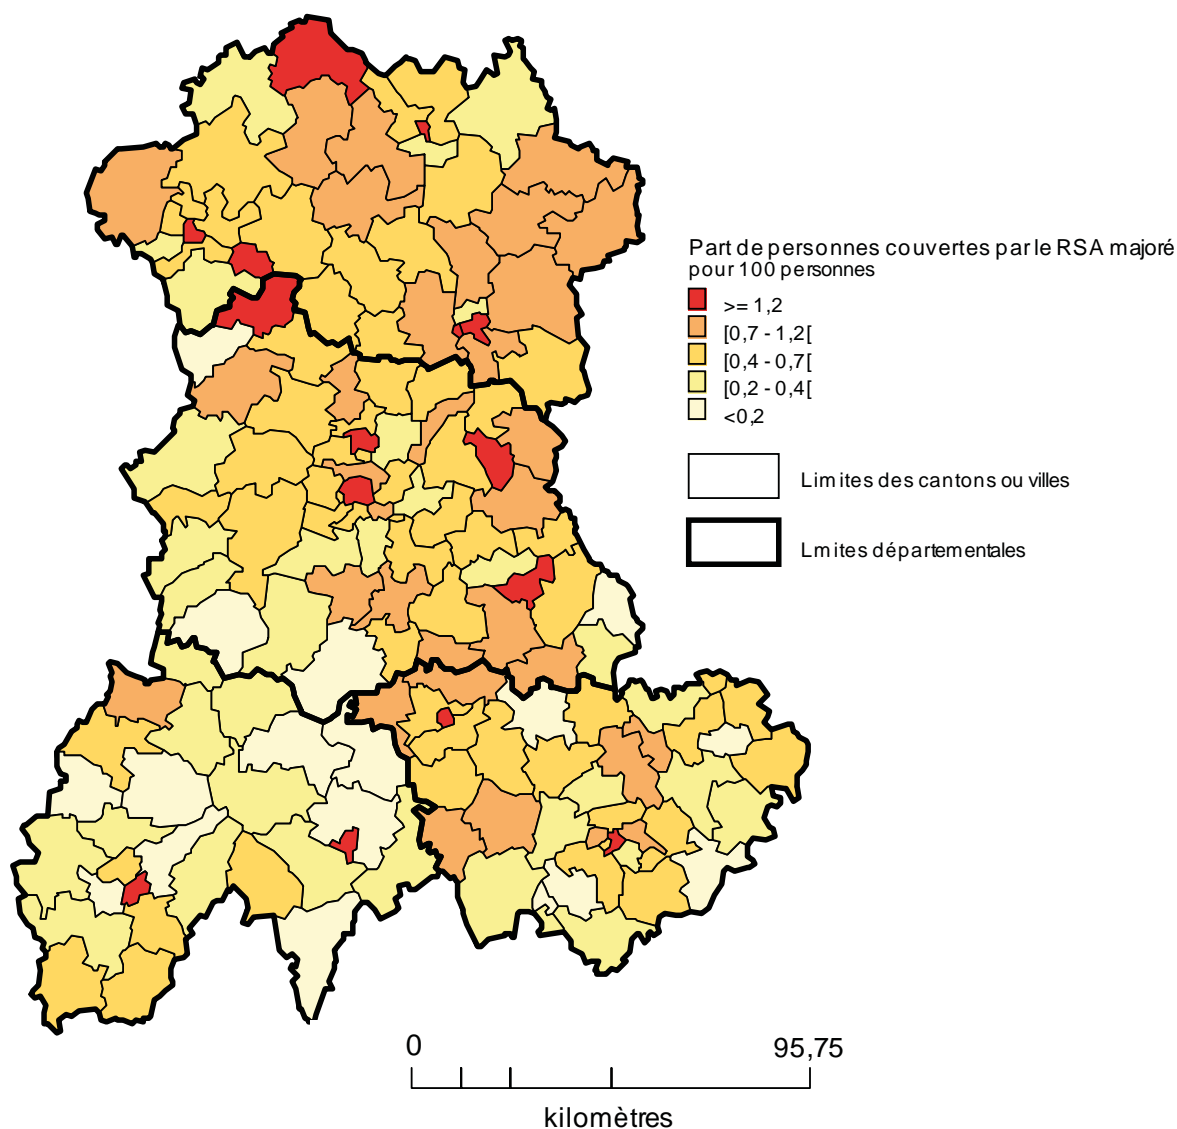 Part de personnes couvertes par le RSA majoré
pour 100 personnes
>= 1,2
[0,7 - 1,2[
[0,4 - 0,7[
[0,2 - 0,4[
<0,2
Limites des cantons ou villes
Lmites départementales
0 95,75
kilomètres